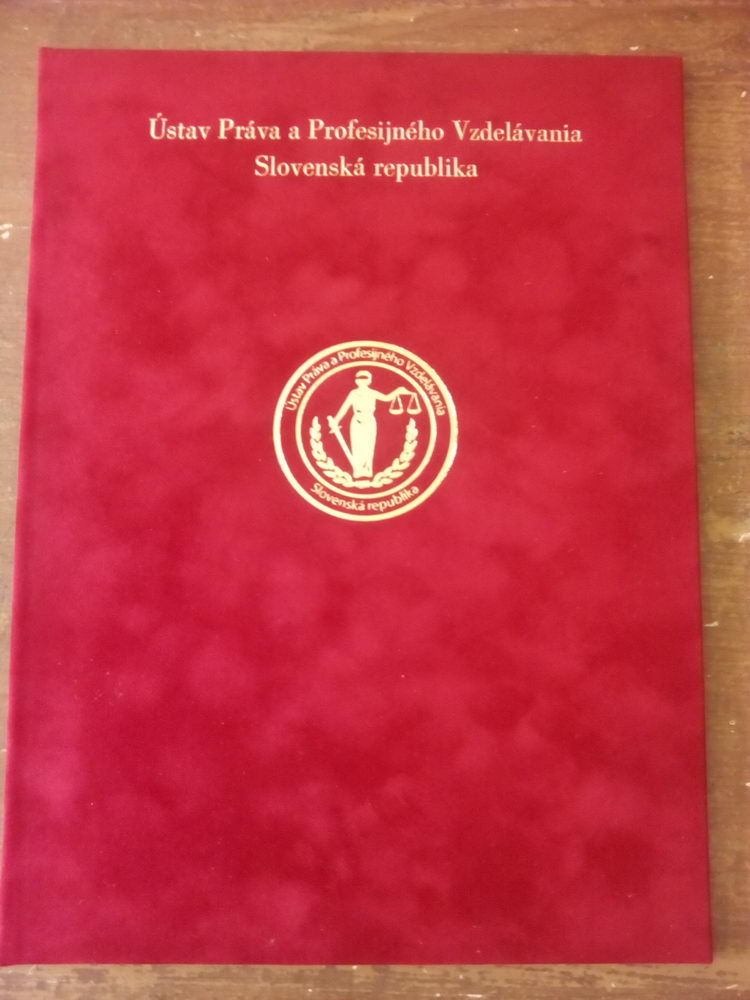 Ústav Práva a Profesijného Vzdelávania
Slovenská republika
Ústav Práva a Profesijného Vzdelávania
Slovenská republika